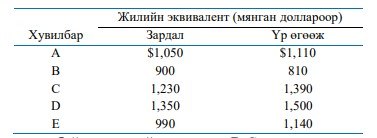 Жилийн эквивалент (мянган доллароор)
Хувилбар Зардал Үр өгөөж
A $1,050 $1,110
B 900 810
C 1,230 1,390
D 1,350 1,500
E 990 1,140